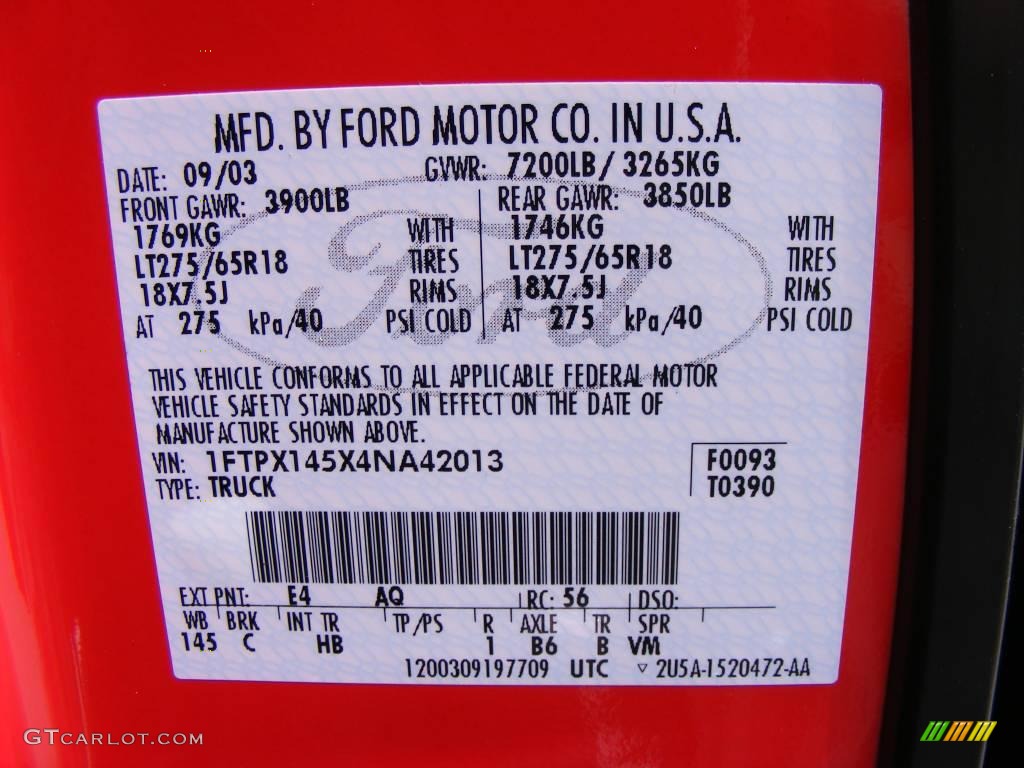 MFD. BY FORD MOTOR CO. IN U.S.A.
DATE: 09/03 GVWR: 7200LB/ 3265KG
FRONT GAWR: 3900LB REAR GAWR: 3850LB
1769KG WITH 1746KG WITH
LT275/65R18 TIRES LT275/65R18 TIRES
18X7.5J RIMS 18X7.5J RIMS
AT 275 kPa/40 PSI COLD AT 275 kPa/40 PSI COLD
Ford
THIS VEHICLE CONFORMS TO ALL APPLICABLE FEDERAL MOTOR
VEHICLE SAFETY STANDARDS IN EFFECT ON THE DATE OF
MANUFACTURE SHOWN ABOVE.
VIN: 1FTPX145X4NA42013 F0093
TYPE: TRUCK T0390
EXT PNT: E4 AQ RC: 56 DSO:
WB BRK INT TR TP/PS R AXLE TR SPR
145 C HB 1 B6 B VM
1200309197709 UTC ▽ 2U5A-1520472-AA
GTCARLOT.COM